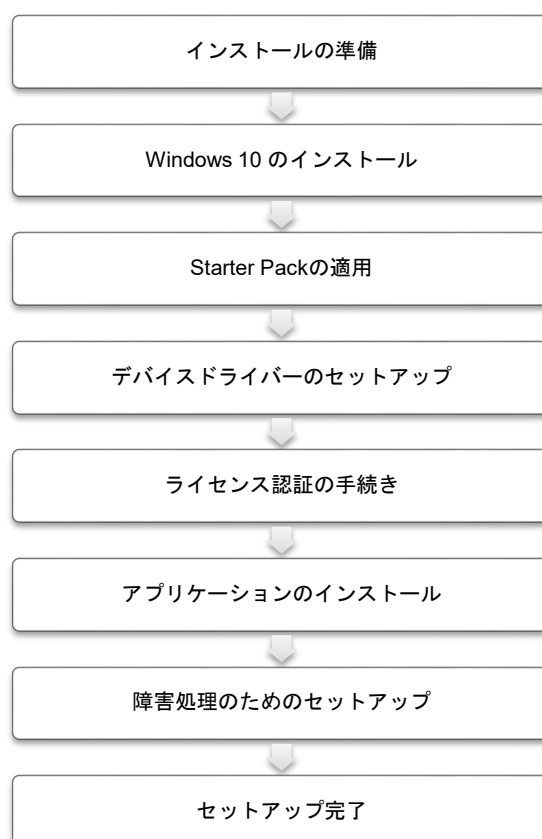 インストールの準備
Windows 10 のインストール
Starter Packの適用
デバイスドライバーのセットアップ
ライセンス認証の手続き
アプリケーションのインストール
障害処理のためのセットアップ
セットアップ完了